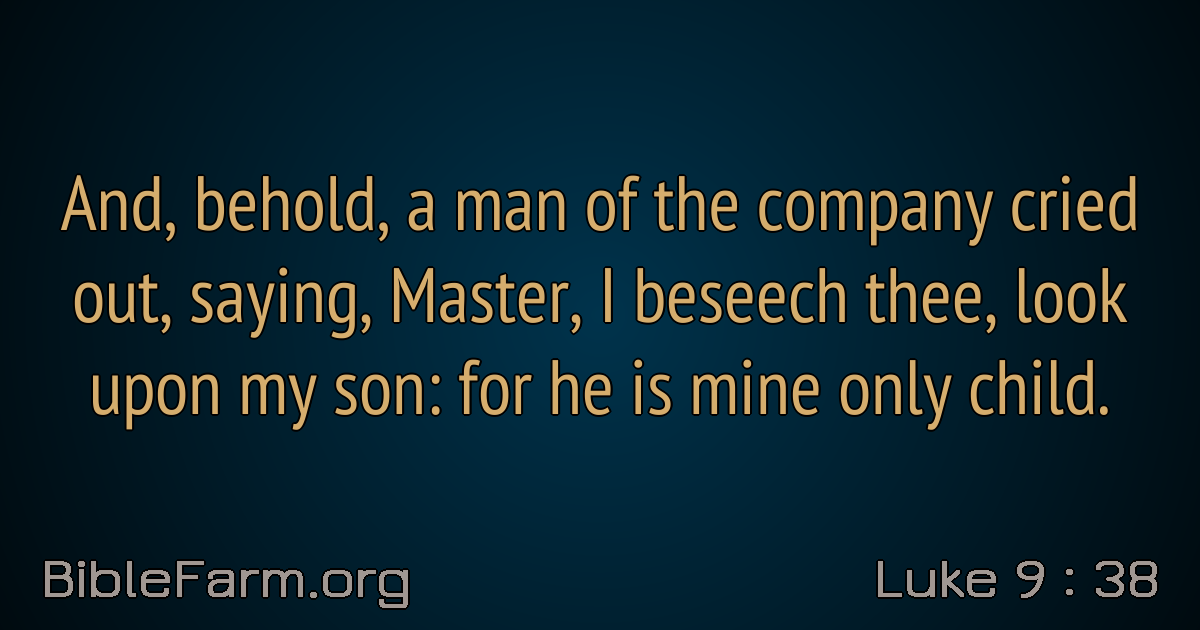 And, behold, a man of the company cried
out, saying, Master, I beseech thee, look
upon my son: for he is mine only child.
BibleFarm.org
Luke 9 : 38